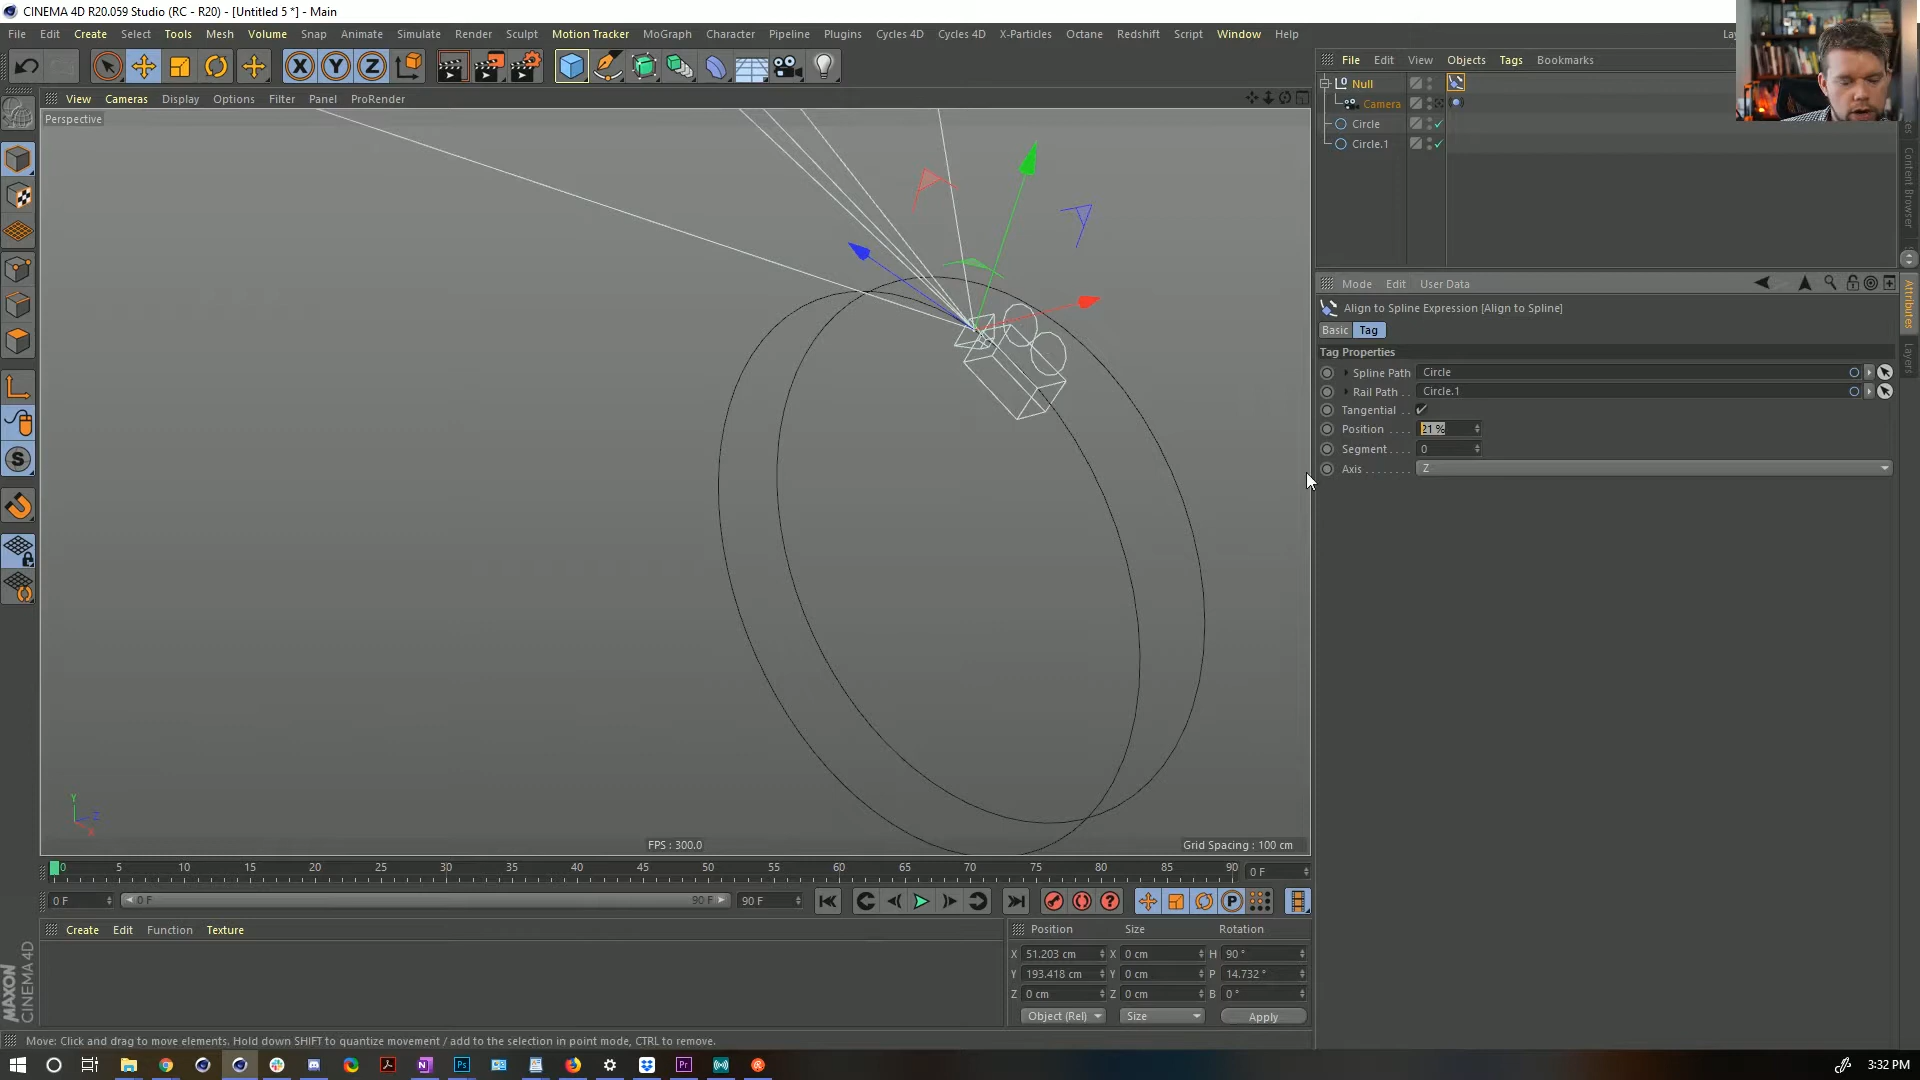 CINEMA 4D R20.059 Studio (RC - R20) - [Untitled 5 *] - Main
File Edit Create Select Tools Mesh Volume Snap Animate Simulate Render Sculpt Motion Tracker MoGraph Character Pipeline Plugins Cycles 4D Cycles 4D X-Particles Octane Redshift Script Window Help
View Cameras Display Options Filter Panel ProRender
Perspective
File Edit View Objects Tags Bookmarks
Null
Camera
Circle
Circle.1
Content Browser
Mode Edit User Data
Align to Spline Expression [Align to Spline]
Basic Tag
Tag Properties
Spline Path Circle
Rail Path . . Circle.1
Tangential . .
Position . . . . 21 %
Segment . . . . 0
Axis . . . . . . . . Z
Attributes
Layers
Y
Z
X
FPS : 300.0
Grid Spacing : 100 cm
0 5 10 15 20 25 30 35 40 45 50 55 60 65 70 75 80 85 90 0 F
0 F 0 F 90 F 90 F
Create Edit Function Texture
Position Size Rotation
X 51.203 cm X 0 cm H 90 °
Y 193.418 cm Y 0 cm P 14.732 °
Z 0 cm Z 0 cm B 0 °
Object (Rel) Size Apply
MAXON
CINEMA 4D
Move: Click and drag to move elements. Hold down SHIFT to quantize movement / add to the selection in point mode, CTRL to remove.
3:32 PM